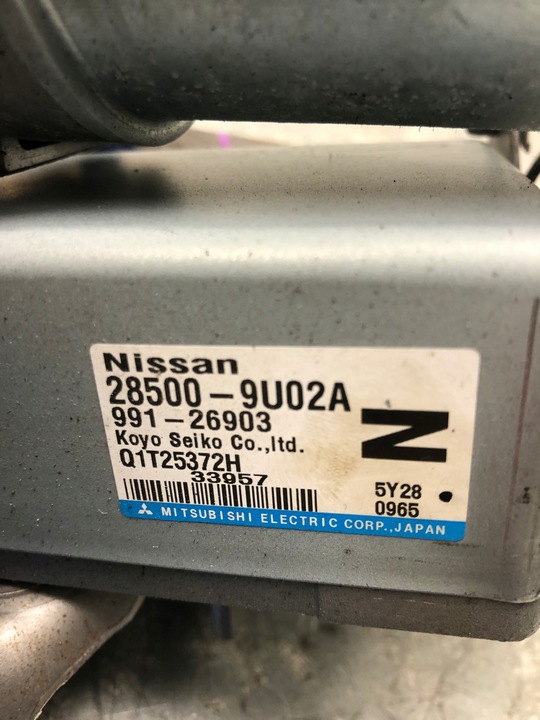 Nissan
28500-9U02A
991-26903
Koyo Seiko Co.,ltd.
Q1T25372H
33957
N
5Y28
0965
MITSUBISHI ELECTRIC CORP.,JAPAN